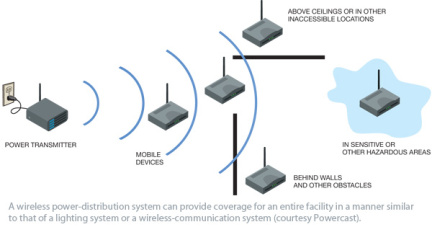 ABOVE CEILINGS OR IN OTHER
INACCESSIBLE LOCATIONS
POWER TRANSMITTER
MOBILE
DEVICES
IN SENSITIVE OR
OTHER HAZARDOUS AREAS
BEHIND WALLS
AND OTHER OBSTACLES
A wireless power-distribution system can provide coverage for an entire facility in a manner similar
to that of a lighting system or a wireless-communication system (courtesy Powercast).